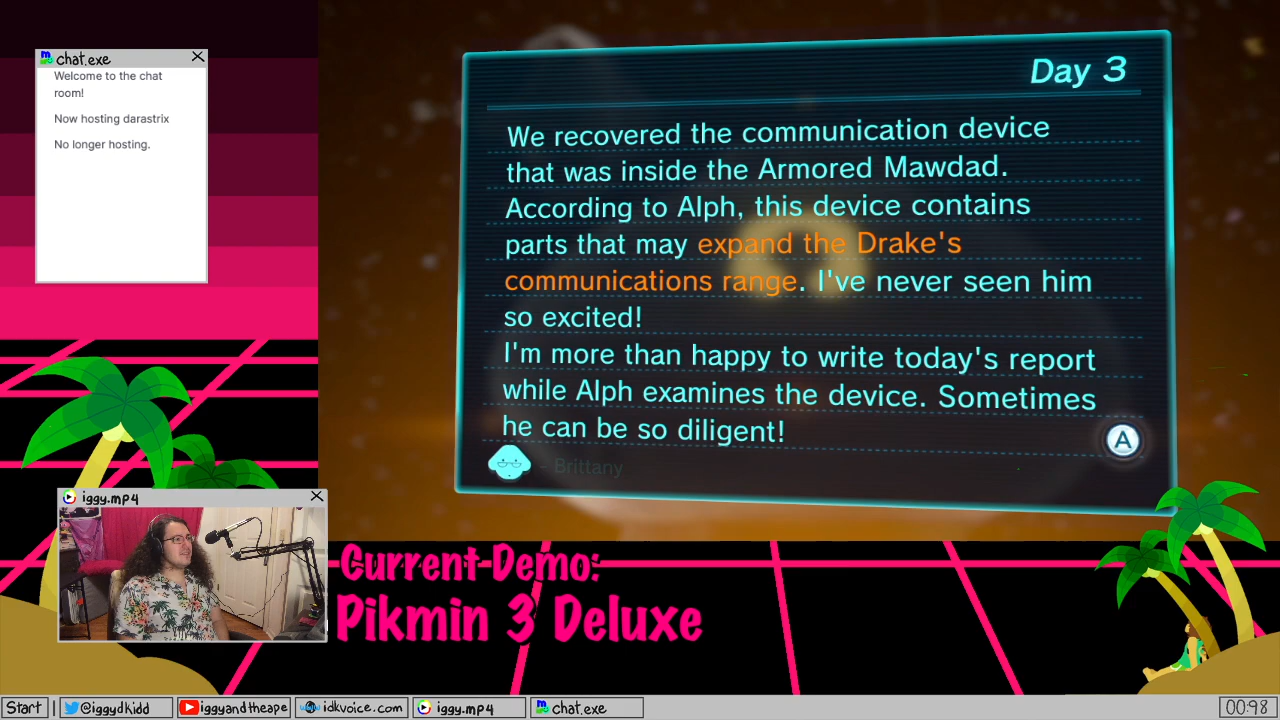 chat.exe
Welcome to the chat
room!
Now hosting darastrix
No longer hosting.
Day 3
We recovered the communication device
that was inside the Armored Mawdad.
According to Alph, this device contains
parts that may expand the Drake's
communications range. I've never seen him
so excited!
I'm more than happy to write today's report
while Alph examines the device. Sometimes
he can be so diligent!
A
- Brittany
iggy.mp4
Current Demo:
Pikmin 3 Deluxe
Start
@iggydkidd
iggyandtheape
www idkvoice.com
iggy.mp4
chat.exe
00:98